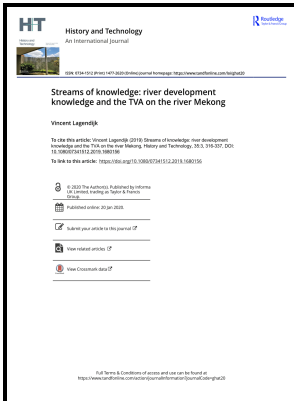 H&T
History and Technology
An International Journal
Routledge
Taylor & Francis Group
ISSN: 0734-1512 (Print) 1477-2620 (Online) Journal homepage: https://www.tandfonline.com/loi/ghat20
Streams of knowledge: river development
knowledge and the TVA on the river Mekong
Vincent Lagendijk
To cite this article: Vincent Lagendijk (2019) Streams of knowledge: river development
knowledge and the TVA on the river Mekong, History and Technology, 35:3, 316-337, DOI:
10.1080/07341512.2019.1680156
To link to this article: https://doi.org/10.1080/07341512.2019.1680156
© 2020 The Author(s). Published by Informa
UK Limited, trading as Taylor & Francis
Group.
Published online: 20 Jan 2020.
Submit your article to this journal
View related articles
View Crossmark data
Full Terms & Conditions of access and use can be found at
https://www.tandfonline.com/action/journalInformation?journalCode=ghat20